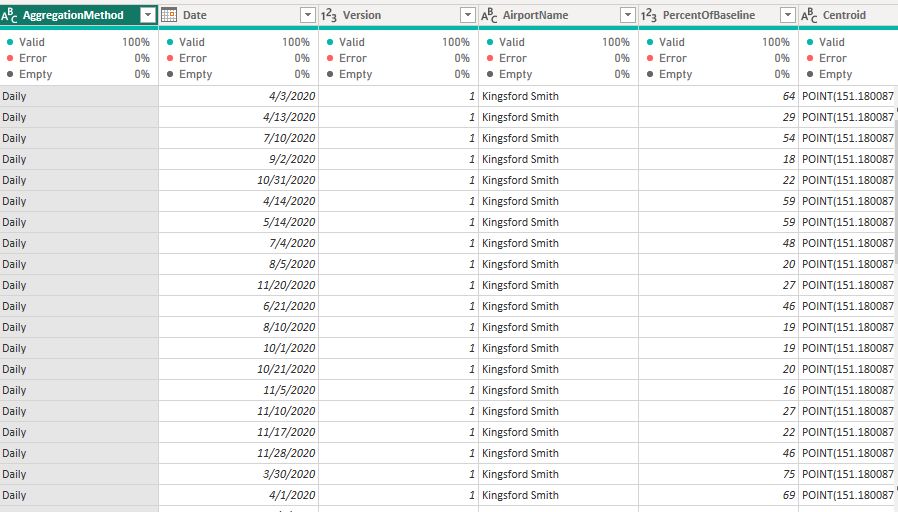 ABC AggregationMethod Date 123 Version ABC AirportName 123 PercentOfBaseline ABC Centroid
Valid 100% Valid 100% Valid 100% Valid 100% Valid 100% Valid
Error 0% Error 0% Error 0% Error 0% Error 0% Error
Empty 0% Empty 0% Empty 0% Empty 0% Empty 0% Empty
Daily 4/3/2020 1 Kingsford Smith 64 POINT(151.180087
Daily 4/13/2020 1 Kingsford Smith 29 POINT(151.180087
Daily 7/10/2020 1 Kingsford Smith 54 POINT(151.180087
Daily 9/2/2020 1 Kingsford Smith 18 POINT(151.180087
Daily 10/31/2020 1 Kingsford Smith 22 POINT(151.180087
Daily 4/14/2020 1 Kingsford Smith 59 POINT(151.180087
Daily 5/14/2020 1 Kingsford Smith 59 POINT(151.180087
Daily 7/4/2020 1 Kingsford Smith 48 POINT(151.180087
Daily 8/5/2020 1 Kingsford Smith 20 POINT(151.180087
Daily 11/20/2020 1 Kingsford Smith 27 POINT(151.180087
Daily 6/21/2020 1 Kingsford Smith 46 POINT(151.180087
Daily 8/10/2020 1 Kingsford Smith 19 POINT(151.180087
Daily 10/1/2020 1 Kingsford Smith 19 POINT(151.180087
Daily 10/21/2020 1 Kingsford Smith 20 POINT(151.180087
Daily 11/5/2020 1 Kingsford Smith 16 POINT(151.180087
Daily 11/10/2020 1 Kingsford Smith 27 POINT(151.180087
Daily 11/17/2020 1 Kingsford Smith 22 POINT(151.180087
Daily 11/28/2020 1 Kingsford Smith 46 POINT(151.180087
Daily 3/30/2020 1 Kingsford Smith 75 POINT(151.180087
Daily 4/1/2020 1 Kingsford Smith 69 POINT(151.180087